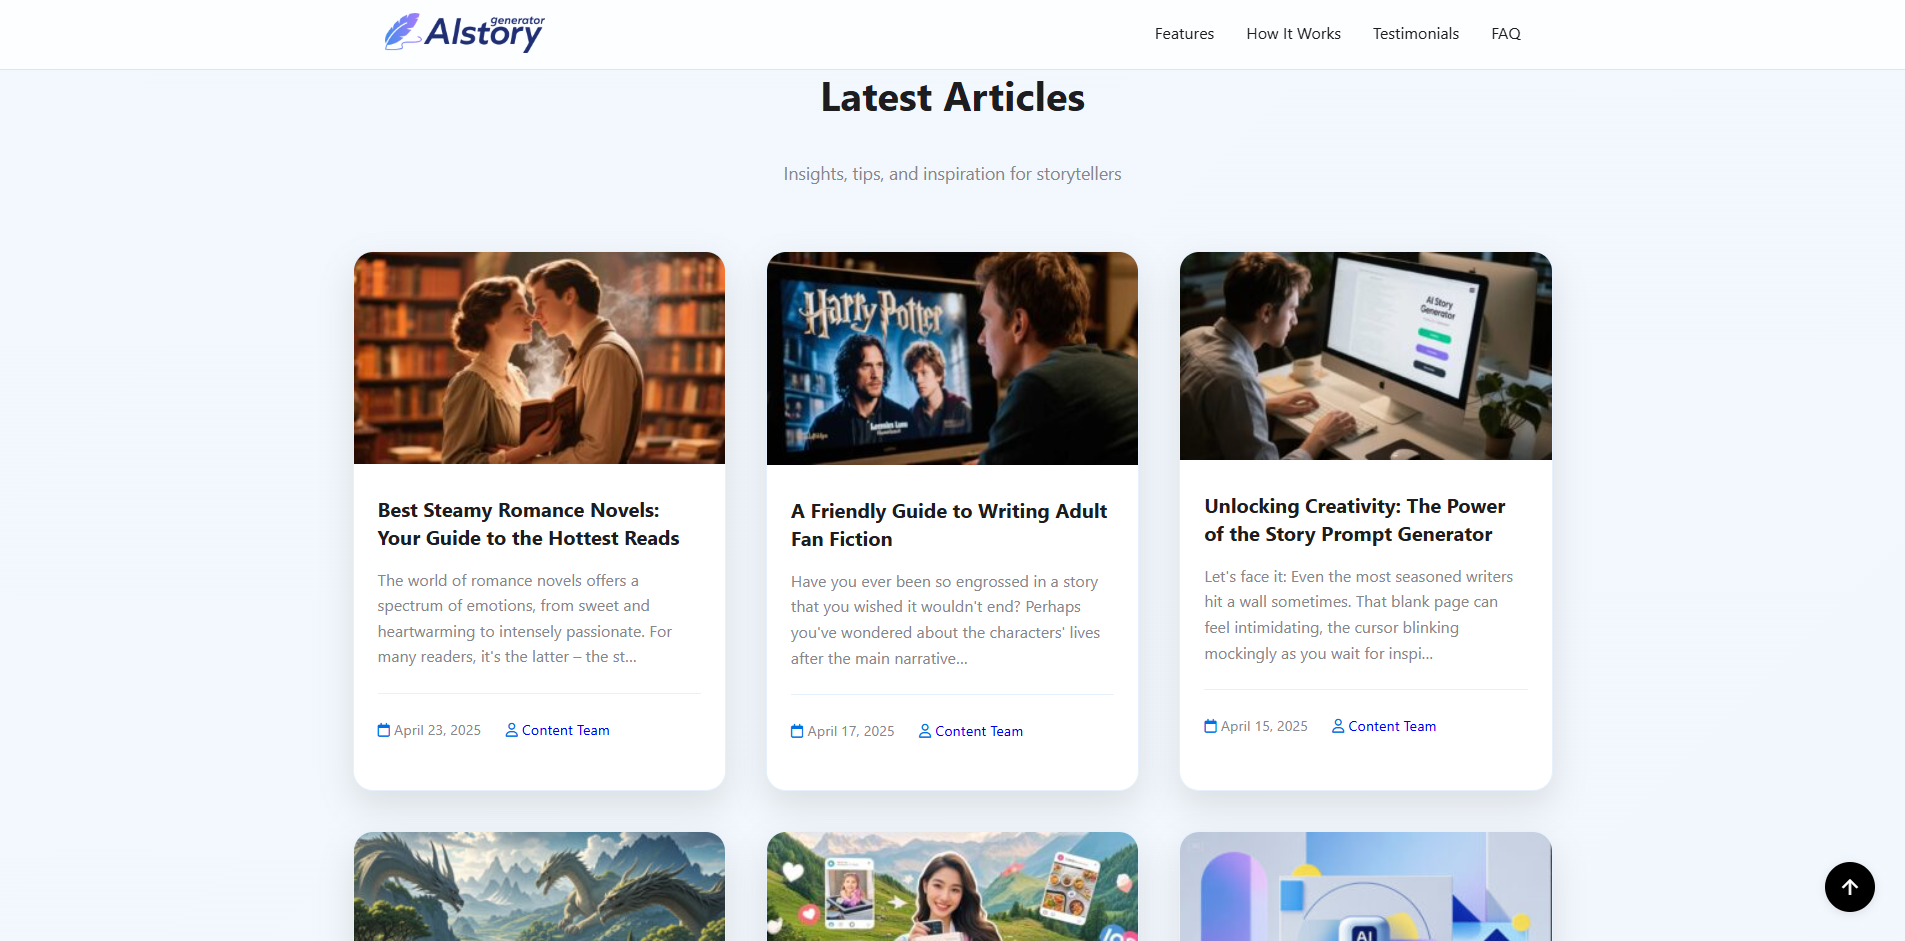 AIstory generator
Features
How It Works
Testimonials
FAQ
Latest Articles
Insights, tips, and inspiration for storytellers
Harry Potter
AI Story
Generator
Best Steamy Romance Novels:
Your Guide to the Hottest Reads
The world of romance novels offers a
spectrum of emotions, from sweet and
heartwarming to intensely passionate. For
many readers, it's the latter – the st...
April 23, 2025
Content Team
A Friendly Guide to Writing Adult
Fan Fiction
Have you ever been so engrossed in a story
that you wished it wouldn't end? Perhaps
you've wondered about the characters' lives
after the main narrative...
April 17, 2025
Content Team
Unlocking Creativity: The Power
of the Story Prompt Generator
Let's face it: Even the most seasoned writers
hit a wall sometimes. That blank page can
feel intimidating, the cursor blinking
mockingly as you wait for inspi...
April 15, 2025
Content Team
AI